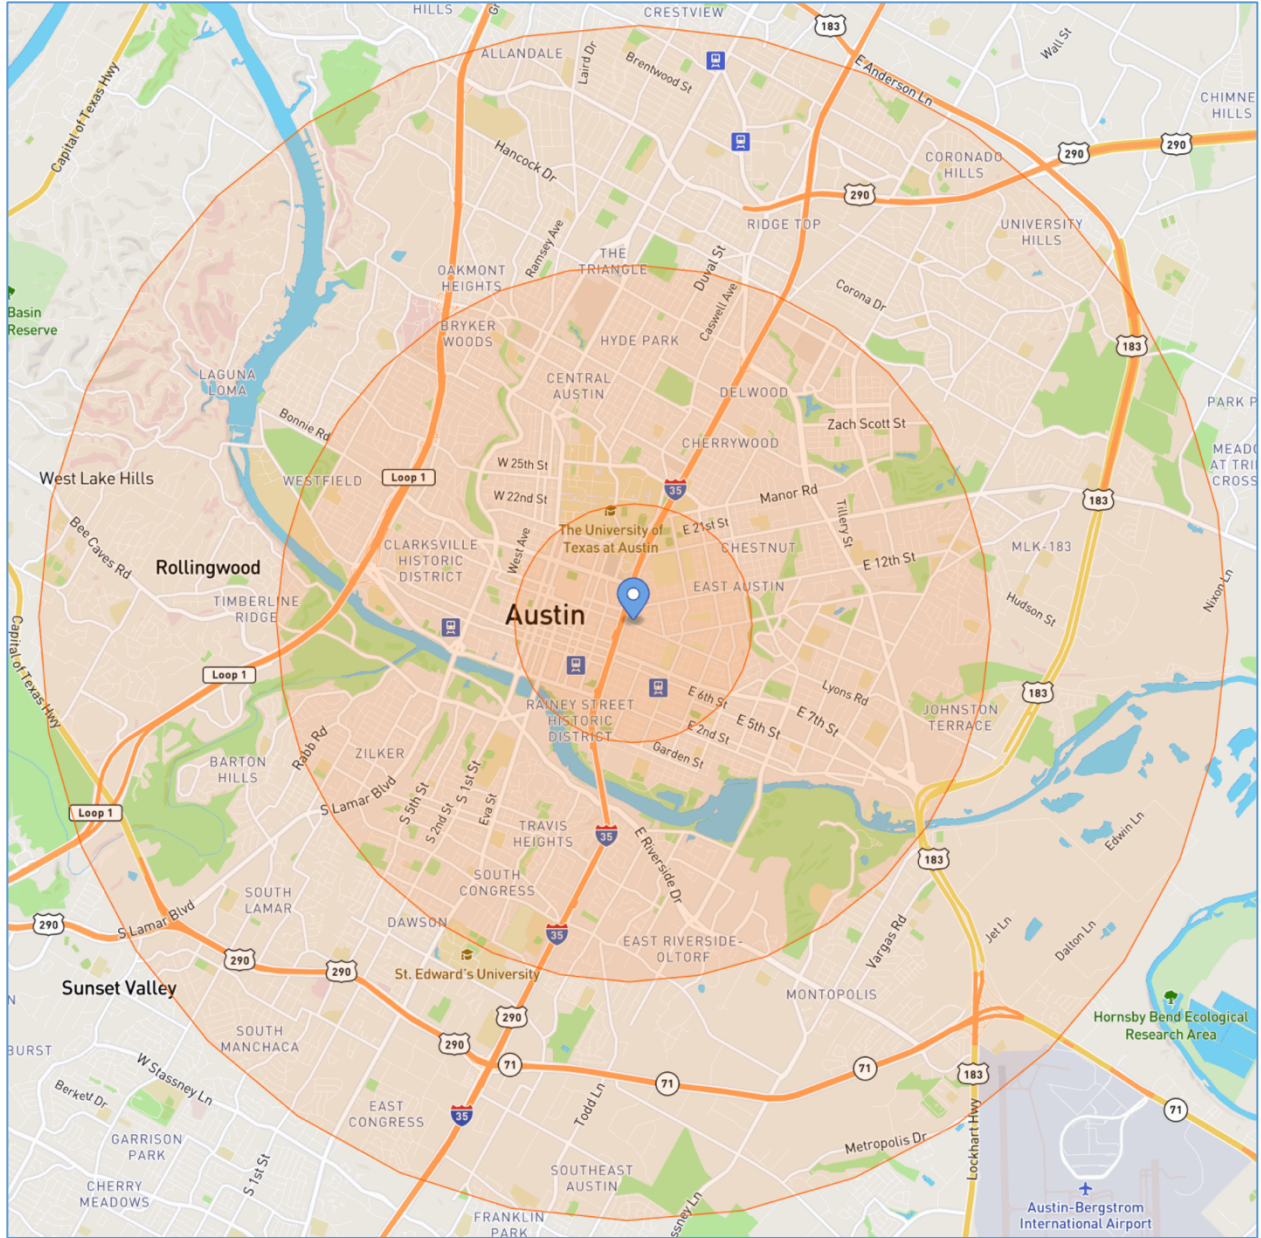 HILLS
Gr
CRESTVIEW
183
Wall St
ALLANDALE
Laird Dr
Brentwood St
E Anderson Ln
Capital of Texas Hwy
CHIMNE
HILLS
Hancock Dr
290
290
CORONADO
HILLS
290
RIDGE TOP
UNIVERSITY
HILLS
Ramsey Ave
THE
TRIANGLE
Duval St
OAKMONT
HEIGHTS
Caswell Ave
Corona Dr
Basin
Reserve
BRYKER
WOODS
HYDE PARK
183
LAGUNA
LOMA
CENTRAL
AUSTIN
DELWOOD
PARK P
Bonnie Rd
Zach Scott St
CHERRYWOOD
MEADO
AT TRI
CROSS
West Lake Hills
WESTFIELD
Loop 1
W 25th St
35
W 22nd St
Manor Rd
183
Tillery St
The University of
Texas at Austin
E 21st St
Bee Caves Rd
Rollingwood
CLARKSVILLE
HISTORIC
DISTRICT
West Ave
CHESTNUT
E 12th St
MLK-183
EAST AUSTIN
Nixon Ln
TIMBERLINE
RIDGE
Austin
Hudson St
Capital of Texas Hwy
Loop 1
RAINEY STREET
HISTORIC
DISTRICT
E 6th St
Lyons Rd
183
E 2nd St
E 5th St
E 7th St
JOHNSTON
TERRACE
Rabb Rd
ZILKER
Garden St
BARTON
HILLS
S Lamar Blvd
S 5th St
S 1st St
S 2nd St
Eva St
Loop 1
TRAVIS
HEIGHTS
35
E Riverside Dr
Edwin Ln
183
SOUTH
CONGRESS
SOUTH
LAMAR
290
S Lamar Blvd
DAWSON
35
EAST RIVERSIDE-
OLTORF
Vargas Rd
Jet Ln
Dalton Ln
290
290
St. Edward's University
Sunset Valley
MONTOPOLIS
290
Hornsby Bend Ecological
Research Area
N
SOUTH
MANCHACA
290
BURST
71
71
71
183
W Stassney Ln
Berkett Dr
EAST
CONGRESS
35
Todd Ln
71
GARRISON
PARK
Metropolis Dr
Lockhart Hwy
S 1st St
SOUTHEAST
AUSTIN
CHERRY
MEADOWS
ssney Ln
FRANKLIN
PARK
Austin-Bergstrom
International Airport